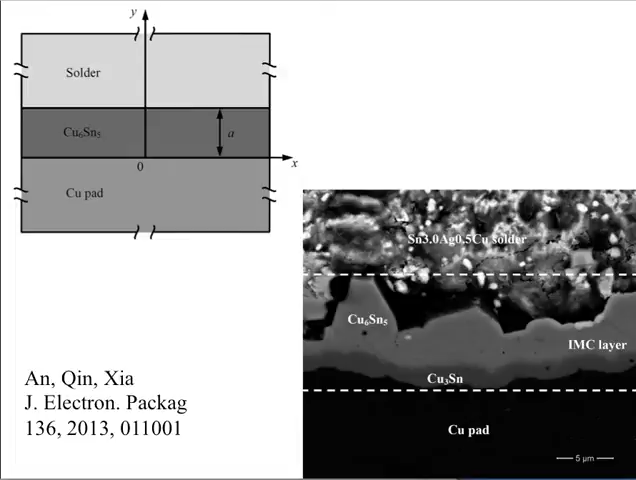 y
Solder
Cu₆Sn₅
a
x
0
Cu pad
Sn3.0Ag0.5Cu solder
Cu₆Sn₅
IMC layer
Cu₃Sn
Cu pad
5 μm
An, Qin, Xia
J. Electron. Packag
136, 2013, 011001